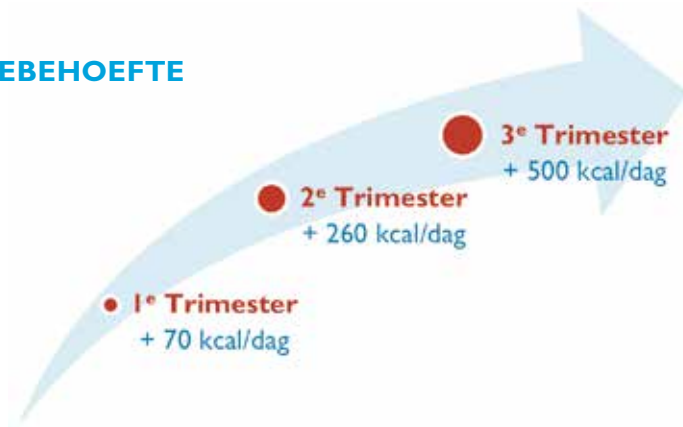 EBEHOEFTE
3e Trimester
+ 500 kcal/dag
2e Trimester
+ 260 kcal/dag
1e Trimester
+ 70 kcal/dag